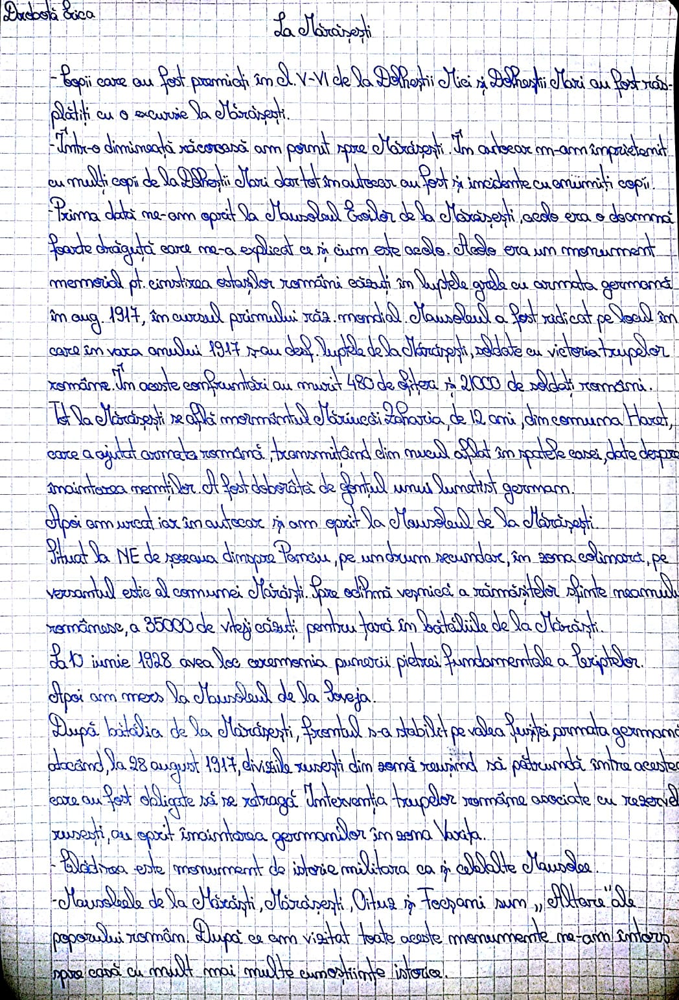 Drobotă Erica
La Mărășești
- Copii care au fost premiați în cl. V-VI de la Dolheștii Mici și Dolheștii Mari au fost răs-
plătiți cu o excursie la Mărășești.
- Într-o dimineață răcoroasă am pornit spre Mărășești. În autocar m-am împrietenit
cu mulți copii de la Dolheștii Mari dar tot în autocar au fost și incidente cu anumiți copii.
- Prima dată ne-am oprit la Mausoleul Eroilor de la Mărășești, acolo era o doamnă
foarte drăguță care ne-a explicat ce și cum este acolo. Acolo era un monument
memorial pt. cinstirea ostașilor români căzuți în luptele grele cu armata germană
în aug. 1917, în cursul primului răz. mondial. Mausoleul a fost ridicat pe locul în
care în vara anului 1917 s-au desf. luptele de la Mărășești, soldate cu victoria trupelor
române. În aceste confruntări au murit 480 de ofițeri și 21000 de soldați români.
Tot la Mărășești se află mormântul Măriucăi Zaharia, de 12 ani, din comuna Haret,
care a ajutat armata română, transmițând din nucul aflat în spatele casei, date despre
înaintarea nemților. A fost doborâtă de glonțul unui lunetist german.
Apoi am urcat iar în autocar și am oprit la Mausoleul de la Mărășești.
Situat la NE de șoseaua dinspre Panciu, pe un drum secundar, în zona colinară, pe
versantul estic al comunei Mărăști. Spre odihnă veșnică a rămășițelor sfinte neamului
românesc, a 35000 de viteji căzuți pentru țară în bătăliile de la Mărăști.
La 10 iunie 1928 avea loc ceremonia punerii pietrei fundamentale a Criptelor.
Apoi am mers la Mausoleul de la Soveja.
După bătălia de la Mărășești, frontul s-a stabilit pe valea Șușiței, armata germană
atacând, la 28 august 1917, diviziile rusești din zonă reușind să pătrundă între acestea
care au fost obligate să se retragă. Intervenția trupelor române asociate cu rezervele
rusești, au oprit înaintarea germanilor în zona Varița.
- Clădirea este monument de istorie militara ca și celelalte Mausolee.
- Mausoleele de la Mărăști, Mărășești, Oituz și Focșani sunt „Altare" ale
poporului român. După ce am vizitat toate aceste monumente ne-am întors
spre casă cu mult mai multe cunoștiințe istorice.